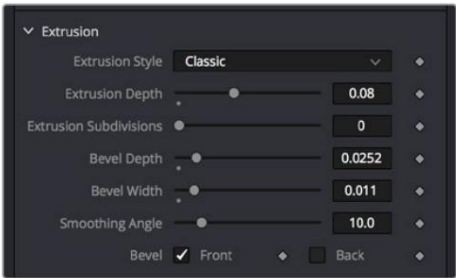 Extrusion
Extrusion Style Classic
Extrusion Depth 0.08
Extrusion Subdivisions 0
Bevel Depth 0.0252
Bevel Width 0.011
Smoothing Angle 10.0
Bevel Front Back